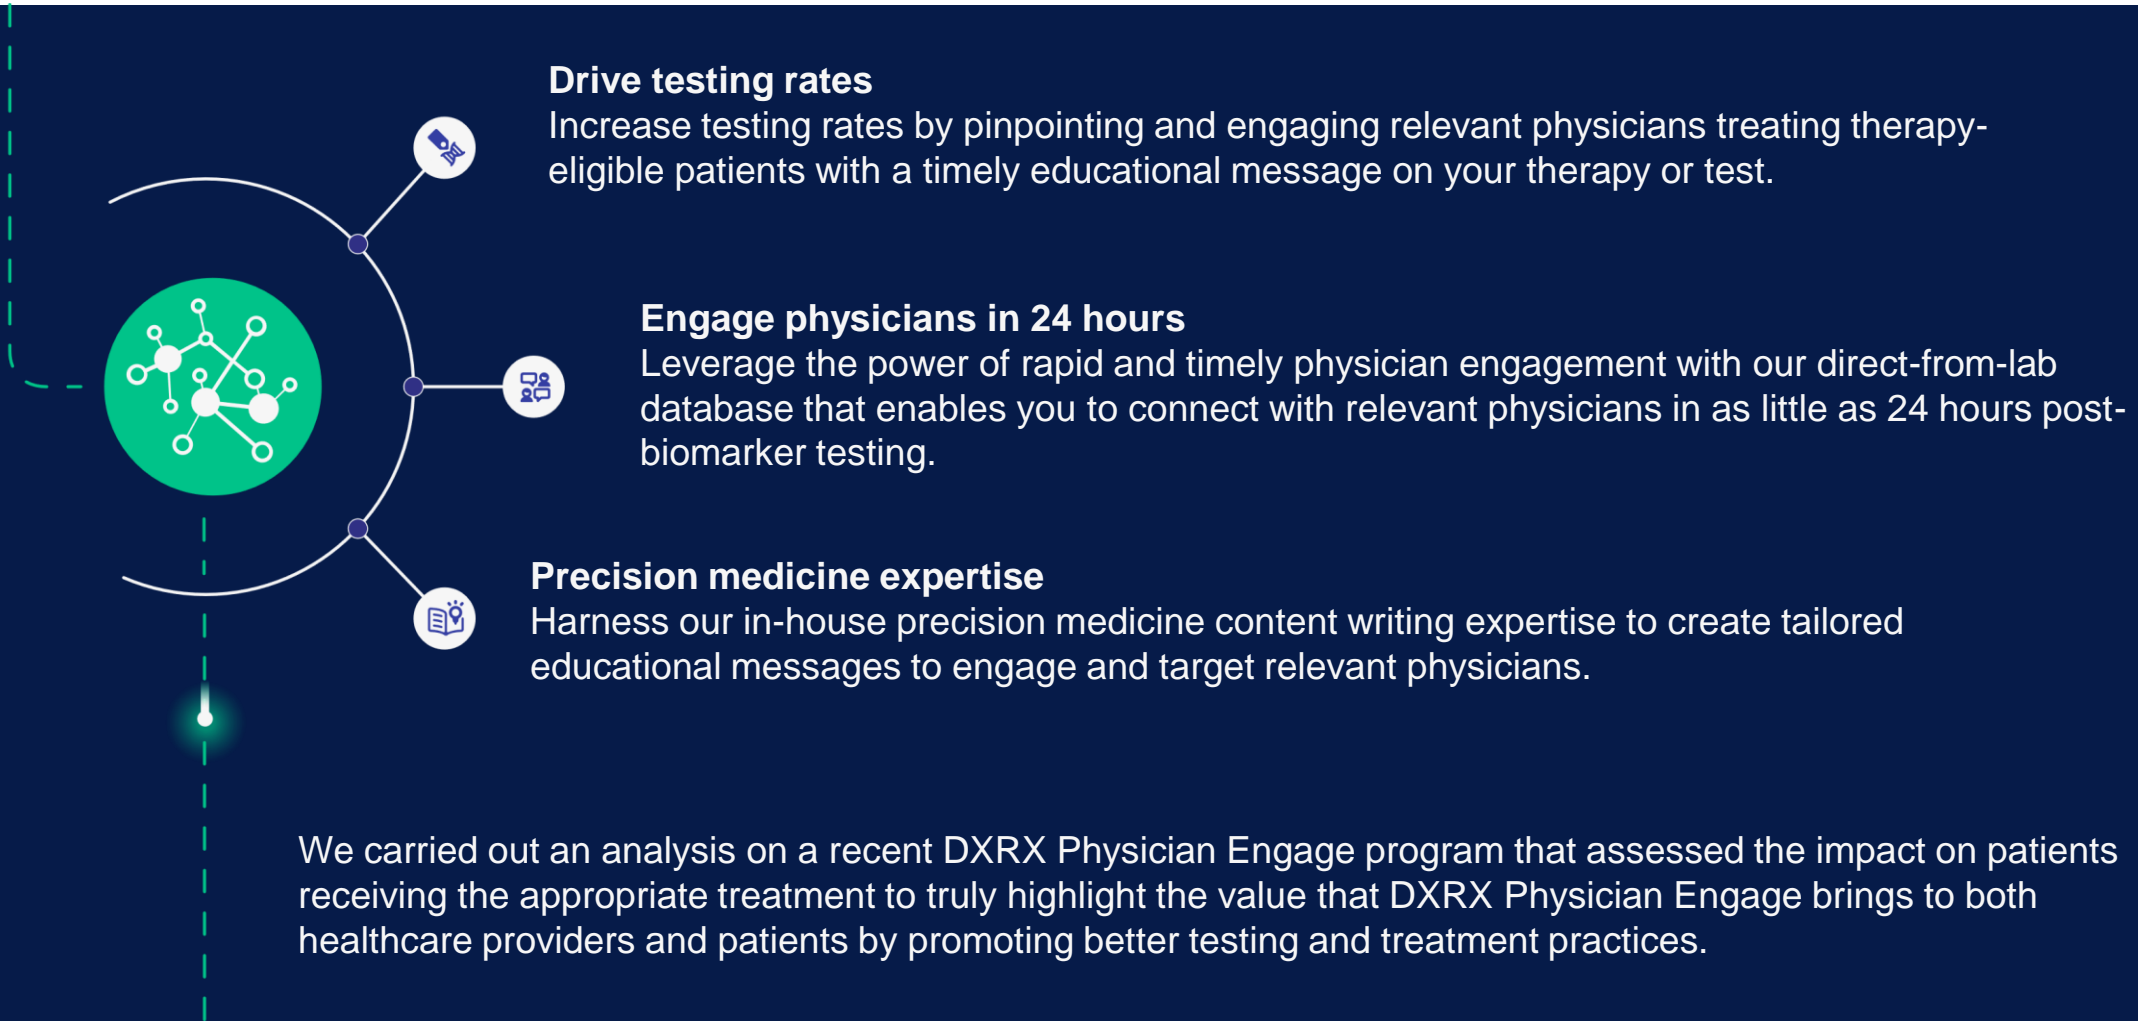 Drive testing rates
Increase testing rates by pinpointing and engaging relevant physicians treating therapy-
eligible patients with a timely educational message on your therapy or test.
Engage physicians in 24 hours
Leverage the power of rapid and timely physician engagement with our direct-from-lab
database that enables you to connect with relevant physicians in as little as 24 hours post-
biomarker testing.
Precision medicine expertise
Harness our in-house precision medicine content writing expertise to create tailored
educational messages to engage and target relevant physicians.
We carried out an analysis on a recent DXRX Physician Engage program that assessed the impact on patients
receiving the appropriate treatment to truly highlight the value that DXRX Physician Engage brings to both
healthcare providers and patients by promoting better testing and treatment practices.